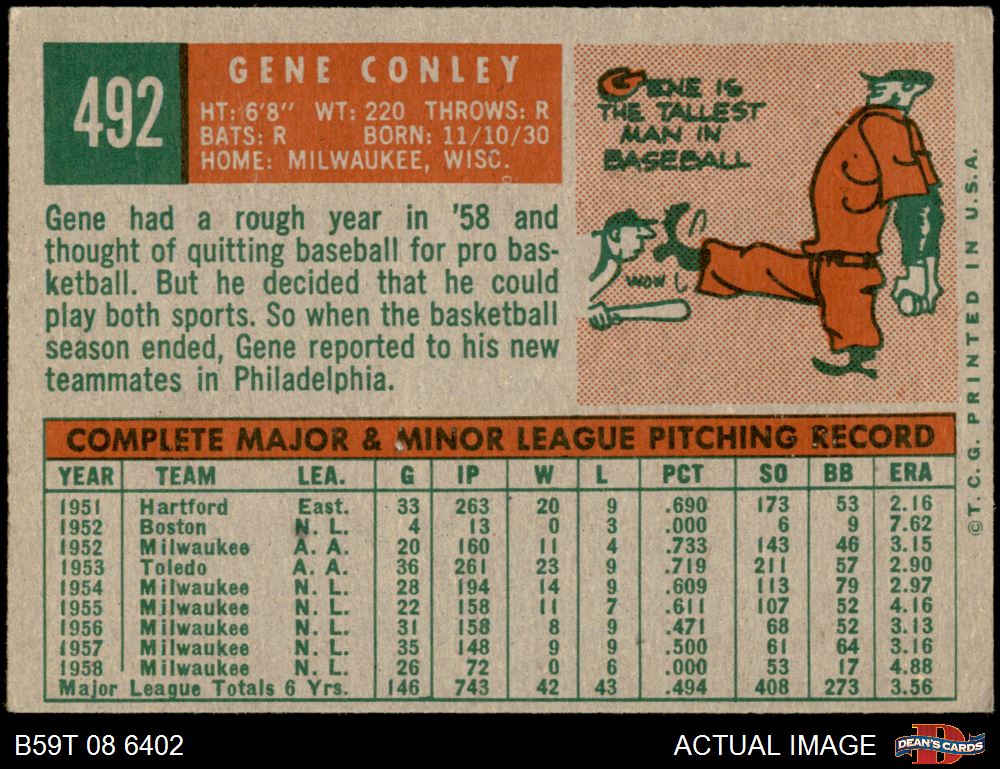 492
GENE CONLEY
HT: 6'8" WT: 220 THROWS: R
BATS: R BORN: 11/10/30
HOME: MILWAUKEE, WISC.
GENE IS
THE TALLEST
MAN IN
BASEBALL
WOW
Gene had a rough year in '58 and
thought of quitting baseball for pro bas-
ketball. But he decided that he could
play both sports. So when the basketball
season ended, Gene reported to his new
teammates in Philadelphia.
COMPLETE MAJOR & MINOR LEAGUE PITCHING RECORD
YEAR TEAM LEA. G IP W L PCT SO BB ERA
1951 Hartford East. 33 263 20 9 .690 173 53 2.16
1952 Boston N. L. 4 13 0 3 .000 6 9 7.62
1952 Milwaukee A. A. 20 160 11 4 .733 143 46 3.15
1953 Toledo A. A. 36 261 23 9 .719 211 57 2.90
1954 Milwaukee N. L. 28 194 14 9 .609 113 79 2.97
1955 Milwaukee N. L. 22 158 11 7 .611 107 52 4.16
1956 Milwaukee N. L. 31 158 8 9 .471 68 52 3.13
1957 Milwaukee N. L. 35 148 9 9 .500 61 64 3.16
1958 Milwaukee N. L. 26 72 0 6 .000 53 17 4.88
Major League Totals 6 Yrs. 146 743 42 43 .494 408 273 3.56
©T. C. G. PRINTED IN U.S.A.
B59T 08 6402
ACTUAL IMAGE
D
DEAN'S CARDS